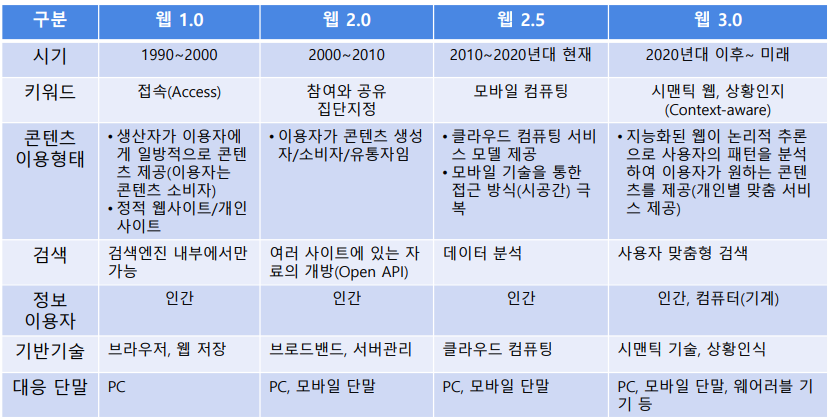 구분 웹 1.0 웹 2.0 웹 2.5 웹 3.0
시기 1990~2000 2000~2010 2010~2020년대 현재 2020년대 이후~ 미래
키워드 접속(Access) 참여와 공유 모바일 컴퓨팅 시맨틱 웹, 상황인지
집단지정 (Context-aware)
콘텐츠 • 생산자가 이용자에 • 이용자가 콘텐츠 생성 • 클라우드 컴퓨팅 서비 • 지능화된 웹이 논리적 추론
이용형태 게 일방적으로 콘텐 자/소비자/유통자임 스 모델 제공 으로 사용자의 패턴을 분석
츠 제공(이용자는 • 모바일 기술을 통한 하여 이용자가 원하는 콘텐
콘텐츠 소비자) 접근 방식(시공간) 극 츠를 제공(개인별 맞춤 서비
• 정적 웹사이트/개인 복 스 제공)
사이트
검색 검색엔진 내부에서만 여러 사이트에 있는 자 데이터 분석 사용자 맞춤형 검색
가능 료의 개방(Open API)
정보 인간 인간 인간 인간, 컴퓨터(기계)
이용자
기반기술 브라우저, 웹 저장 브로드밴드, 서버관리 클라우드 컴퓨팅 시맨틱 기술, 상황인식
대응 단말 PC PC, 모바일 단말 PC, 모바일 단말 PC, 모바일 단말, 웨어러블 기
기 등